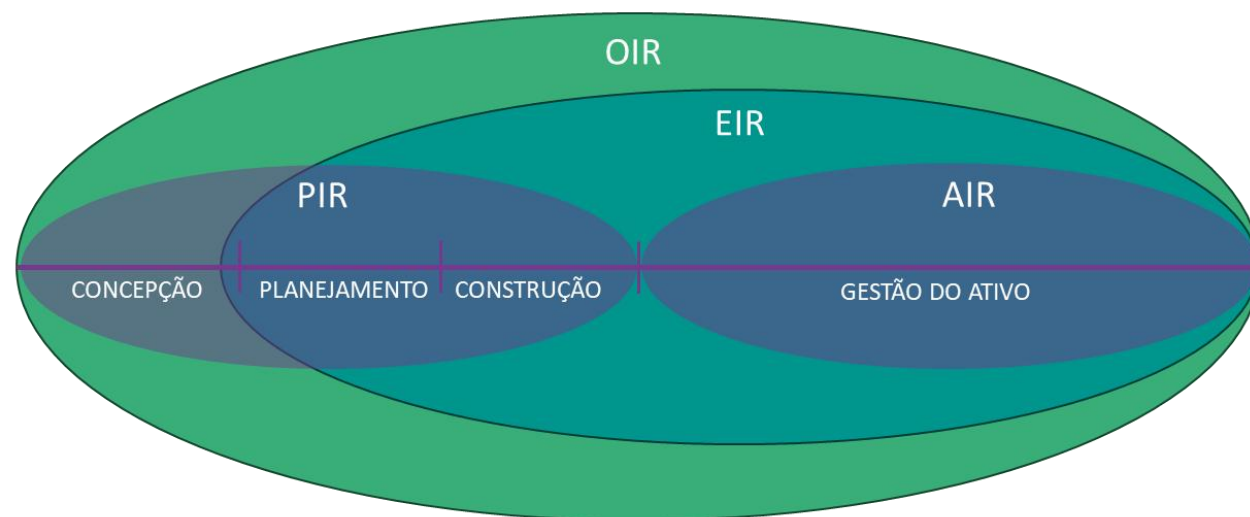 OIR
EIR
PIR
AIR
CONCEPÇÃO
PLANEJAMENTO
CONSTRUÇÃO
GESTÃO DO ATIVO